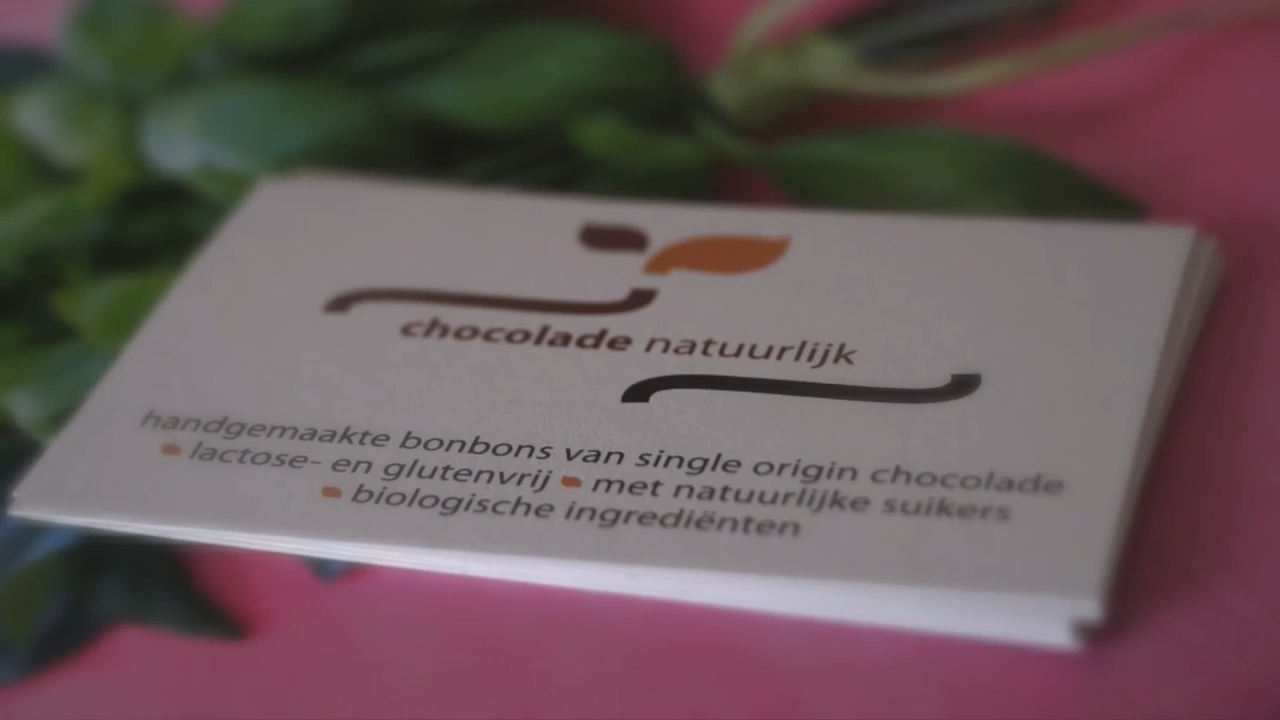 chocolade natuurlijk
handgemaakte bonbons van single origin chocolade
lactose- en glutenvrij met natuurlijke suikers
biologische ingrediënten